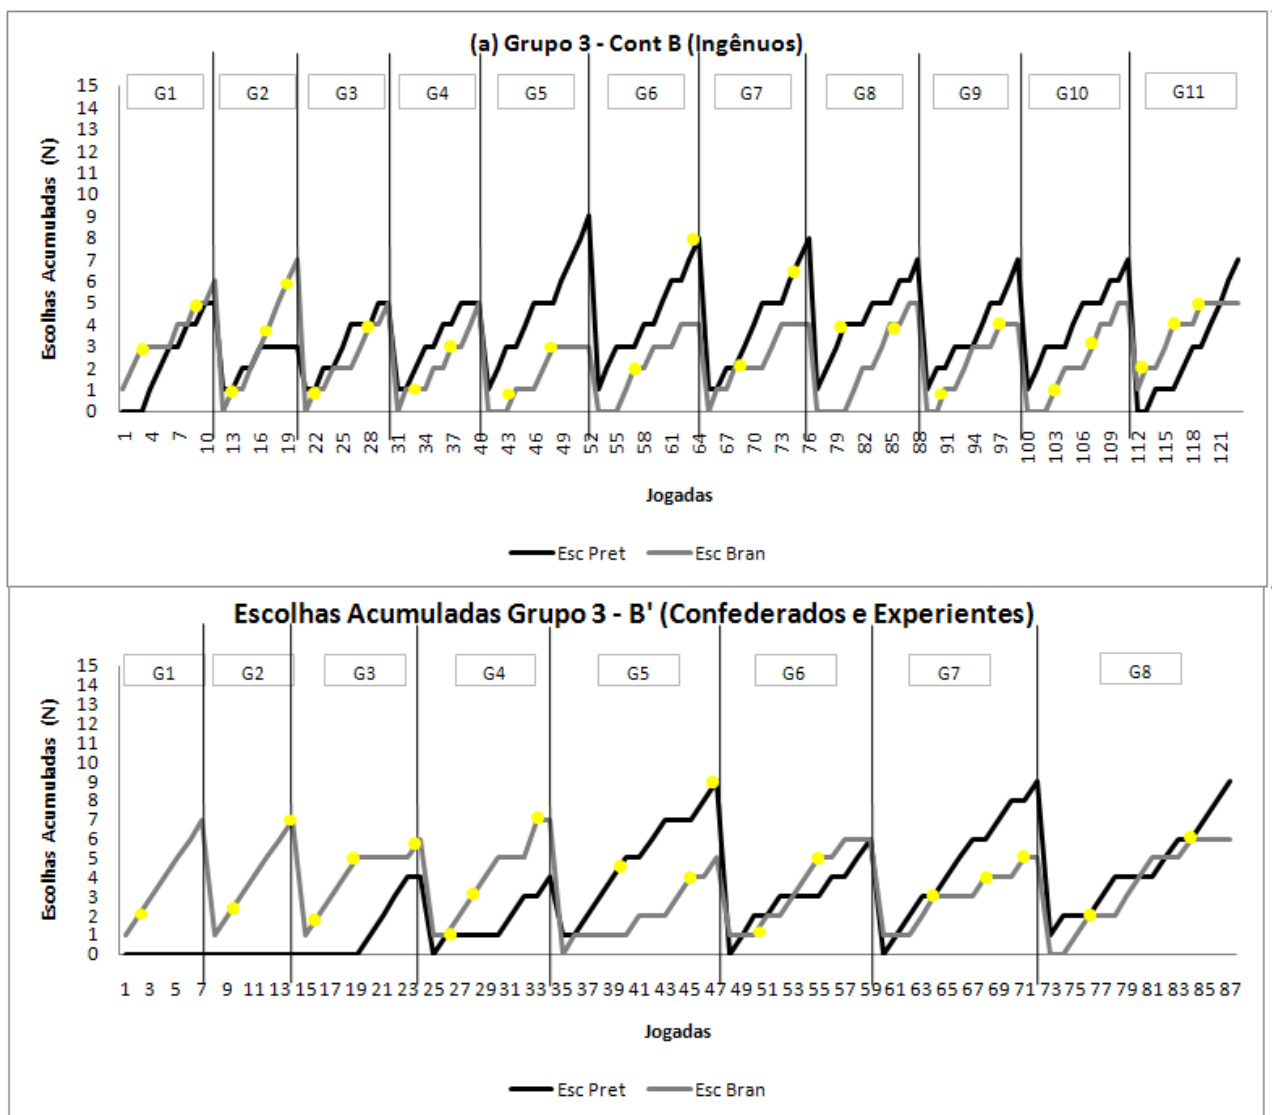 (a) Grupo 3 - Cont B (Ingênuos)
G1 G2 G3 G4 G5 G6 G7 G8 G9 G10 G11
15
14
13
12
11
10
9
8
7
6
5
4
3
2
1
0
Escolhas Acumuladas (N)
1 4 7 10 13 16 19 22 25 28 31 34 37 40 43 46 49 52 55 58 61 64 67 70 73 76 79 82 85 88 91 94 97 100 103 106 109 112 115 118 121
Jogadas
Esc Pret Esc Bran
Escolhas Acumuladas Grupo 3 - B' (Confederados e Experientes)
G1 G2 G3 G4 G5 G6 G7 G8
15
14
13
12
11
10
9
8
7
6
5
4
3
2
1
0
Escolhas Acumuladas (N)
1 3 5 7 9 11 13 15 17 19 21 23 25 27 29 31 33 35 37 39 41 43 45 47 49 51 53 55 57 59 61 63 65 67 69 71 73 75 77 79 81 83 85 87
Jogadas
Esc Pret Esc Bran